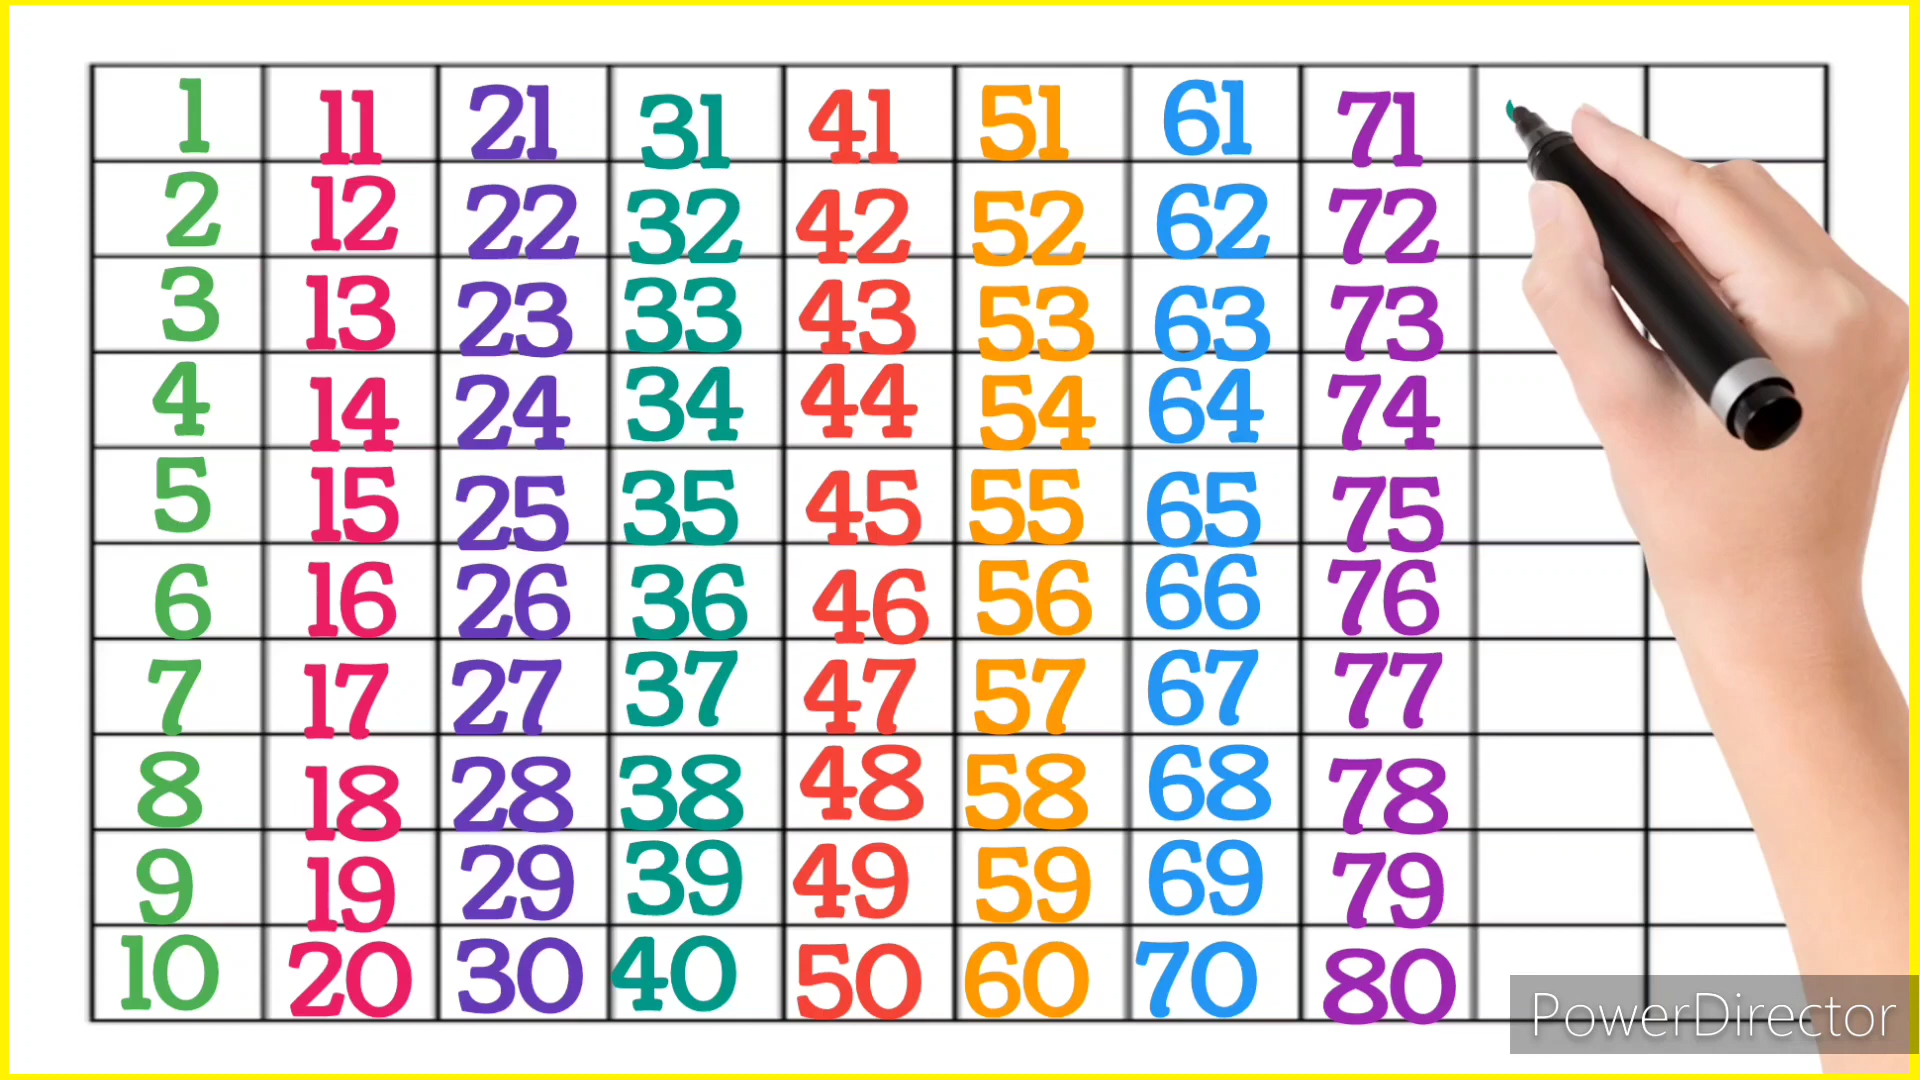 1 11 21 31 41 51 61 71
2 12 22 32 42 52 62 72
3 13 23 33 43 53 63 73
4 14 24 34 44 54 64 74
5 15 25 35 45 55 65 75
6 16 26 36 46 56 66 76
7 17 27 37 47 57 67 77
8 18 28 38 48 58 68 78
9 19 29 39 49 59 69 79
10 20 30 40 50 60 70 80
PowerDirector